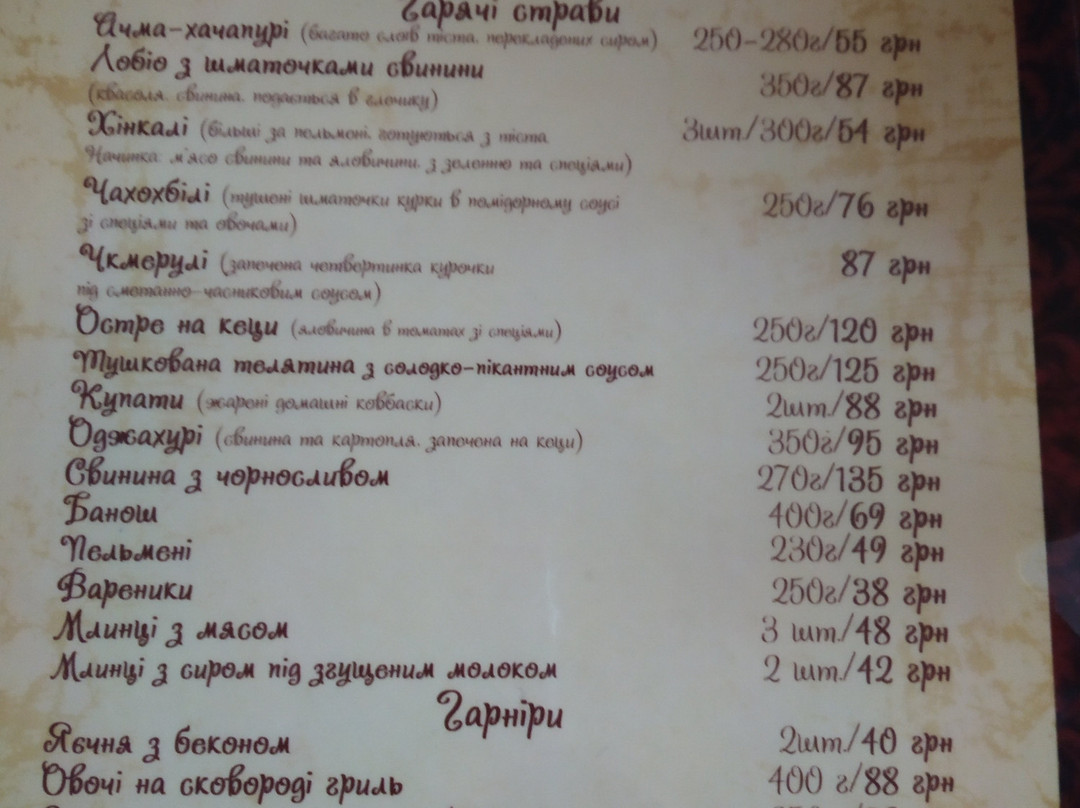 Гарячі страви
Ачма-хачапурі (багато слоїв тіста, перекладених сиром) 250-280г/55 грн
Лобіо з шматочками свинини
(квасоля, свинина, подається в глечику) 350г/87 грн
Хінкалі (більші за пельмені, готуються з тіста 3шт/300г/54 грн
Начинка: м'ясо свинини та яловичини, з зеленню та спеціями)
Чахохбілі (тушені шматочки курки в помідорному соусі 250г/76 грн
зі спеціями та овочами)
Чкмерулі (запечена четвертинка курочки 87 грн
під сметанно-часниковим соусом)
Остре на кеци (яловичина в томатах зі спеціями) 250г/120 грн
Тушкована телятина з солодко-пікантним соусом 250г/125 грн
Купати (жарені домашні ковбаски) 2шт./88 грн
Оджахурі (свинина та картопля, запечена на кеци) 350г/95 грн
Свинина з чорносливом 270г/135 грн
Банош 400г/69 грн
Пельмені 230г/49 грн
Вареники 250г/38 грн
Млинці з мясом 3 шт./48 грн
Млинці з сиром під згущеним молоком 2 шт./42 грн
Гарніри
Яєчня з беконом 2шт./40 грн
Овочі на сковороді гриль 400 г/88 грн